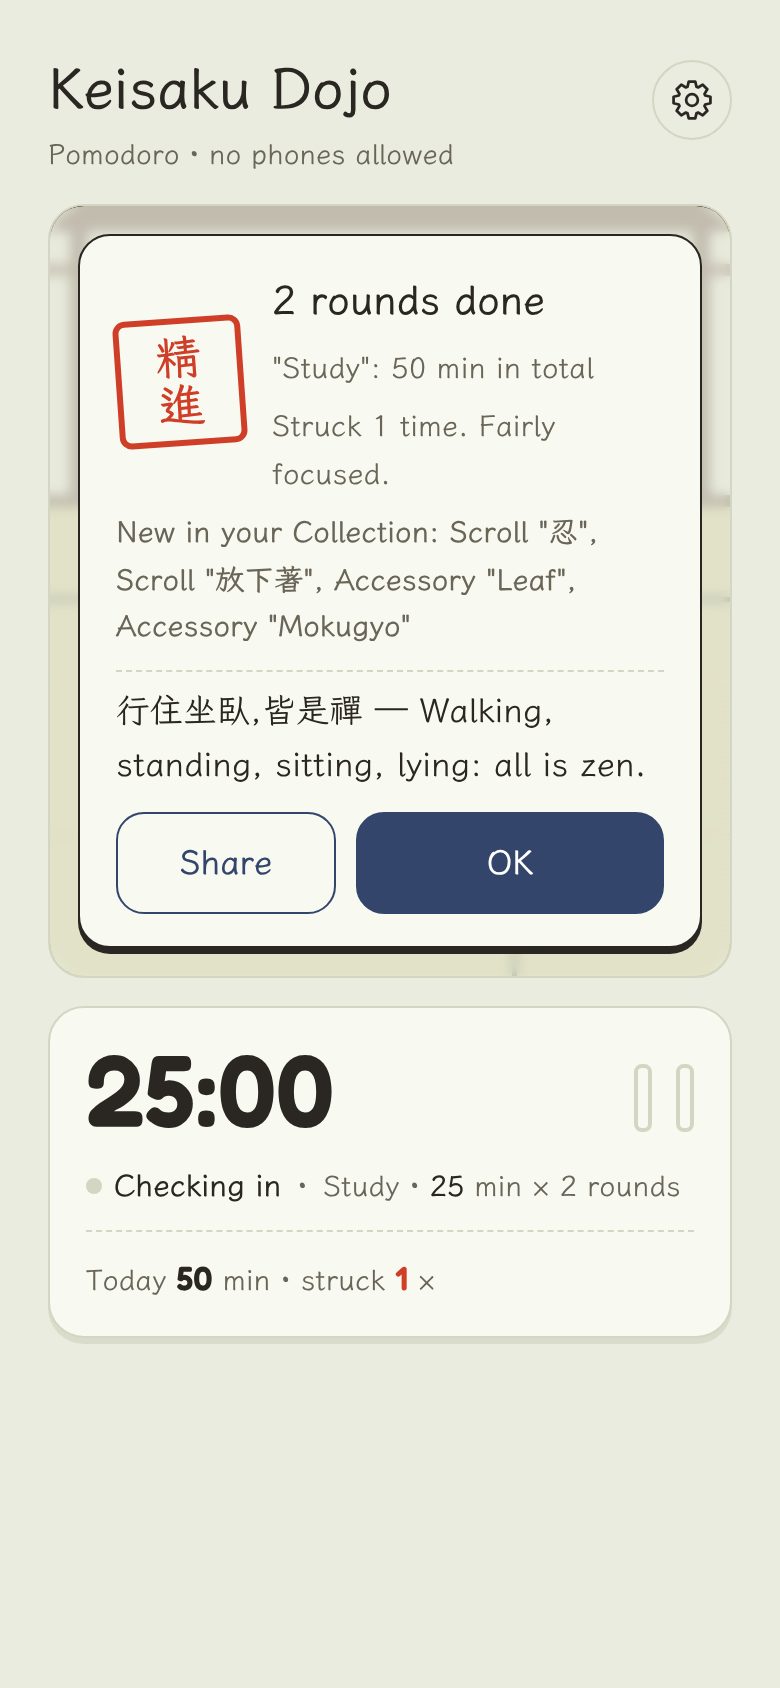 Keisaku Dojo
Pomodoro • no phones allowed
精
進
2 rounds done
"Study": 50 min in total
Struck 1 time. Fairly
focused.
New in your Collection: Scroll "忍",
Scroll "放下著", Accessory "Leaf",
Accessory "Mokugyo"
行住坐臥,皆是禪 — Walking,
standing, sitting, lying: all is zen.
Share
OK
25:00
Checking in • Study • 25 min × 2 rounds
Today 50 min • struck 1 ×